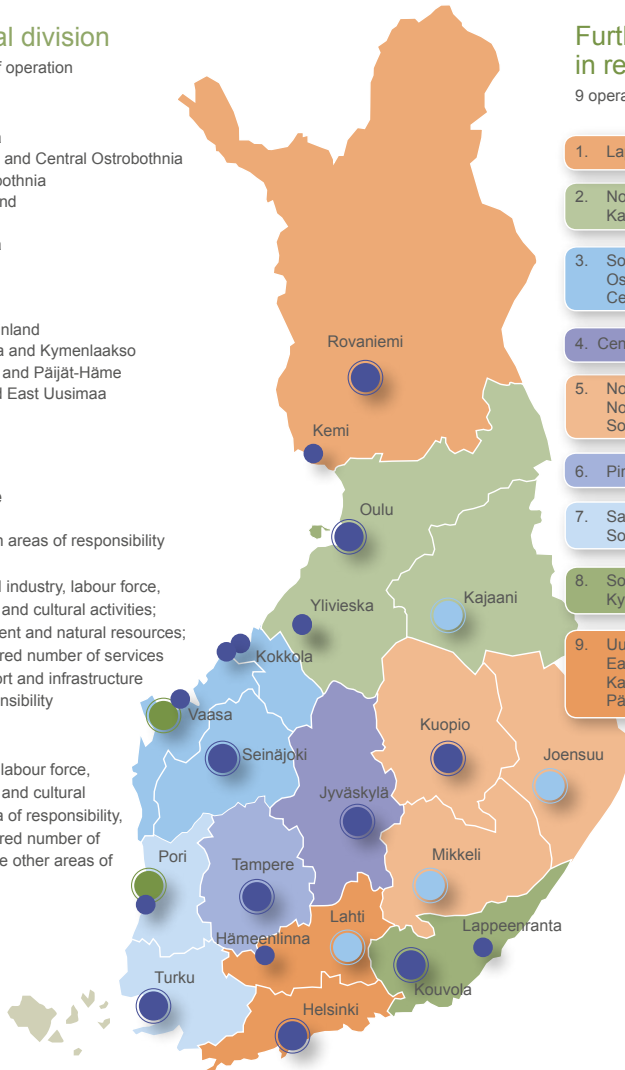 al division
f operation
a
and Central Ostrobothnia
bothnia
nd
a
nland
a and Kymenlaakso
and Päijät-Häme
d East Uusimaa
e
n areas of responsibility
d industry, labour force,
and cultural activities;
ent and natural resources;
red number of services
ort and infrastructure
onsibility
labour force,
and cultural
a of responsibility,
red number of
e other areas of
Rovaniemi
Kemi
Oulu
Ylivieska
Kajaani
Kokkola
Vaasa
Seinäjoki
Kuopio
Joensuu
Jyväskylä
Mikkeli
Pori
Tampere
Lahti
Hämeenlinna
Lappeenranta
Kouvola
Turku
Helsinki
Furth
in re
9 opera
1. La
2. No
Ka
3. So
Os
Ce
4. Cen
5. No
No
So
6. Pir
7. Sa
So
8. So
Ky
9. Uu
Ea
Ka
Pä